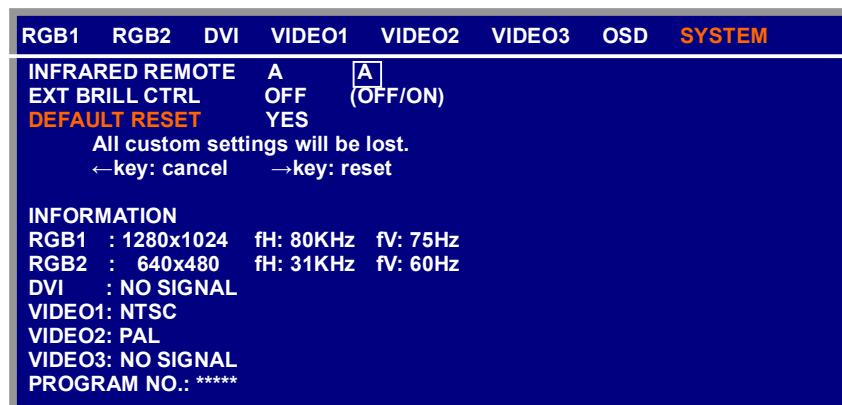 RGB1 RGB2 DVI VIDEO1 VIDEO2 VIDEO3 OSD SYSTEM
INFRARED REMOTE A A
EXT BRILL CTRL OFF (OFF/ON)
DEFAULT RESET YES
All custom settings will be lost.
←key: cancel →key: reset
INFORMATION
RGB1 : 1280x1024 fH: 80KHz fV: 75Hz
RGB2 : 640x480 fH: 31KHz fV: 60Hz
DVI : NO SIGNAL
VIDEO1: NTSC
VIDEO2: PAL
VIDEO3: NO SIGNAL
PROGRAM NO.: *****